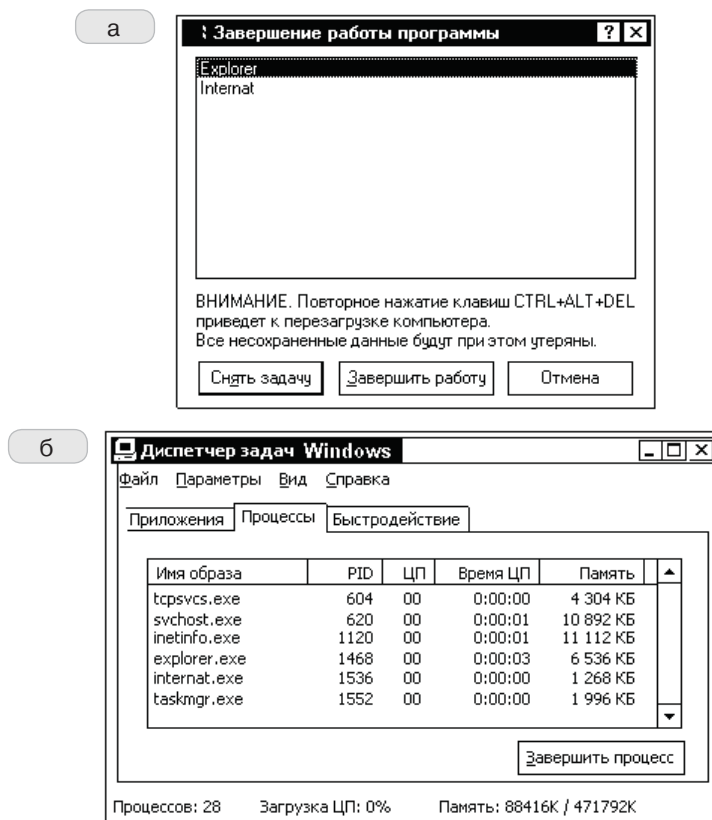 а
Завершение работы программы
Explorer
Internat
ВНИМАНИЕ. Повторное нажатие клавиш CTRL+ALT+DEL
приведет к перезагрузке компьютера.
Все несохраненные данные будут при этом утеряны.
Снять задачу Завершить работу Отмена
б
Диспетчер задач Windows
Файл Параметры Вид Справка
Приложения Процессы Быстродействие
Имя образа PID ЦП Время ЦП Память
tcpsvcs.exe 604 00 0:00:00 4 304 КБ
svchost.exe 620 00 0:00:01 10 892 КБ
inetinfo.exe 1120 00 0:00:01 11 112 КБ
explorer.exe 1468 00 0:00:03 6 536 КБ
internat.exe 1536 00 0:00:00 1 268 КБ
taskmgr.exe 1552 00 0:00:00 1 996 КБ
Завершить процесс
Процессов: 28 Загрузка ЦП: 0% Память: 88416K / 471792K